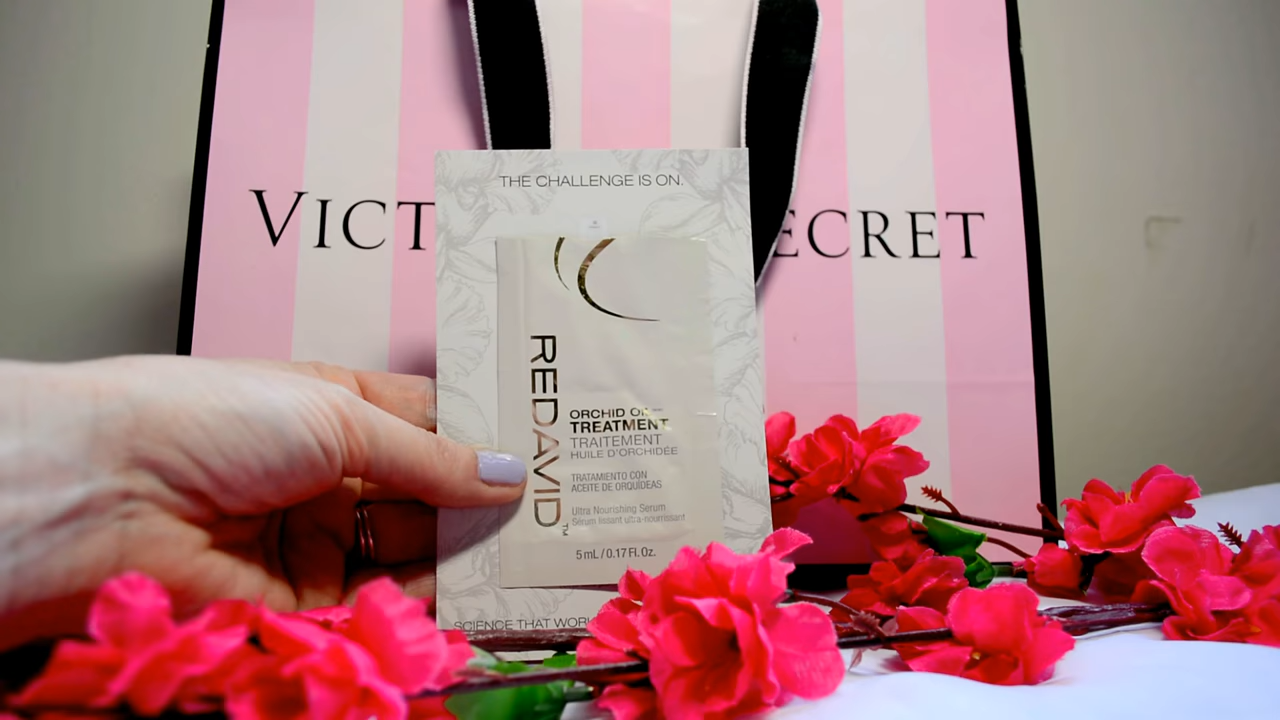 THE CHALLENGE IS ON.
VICT
ECRET
REDAVID™
ORCHID
TREATMENT
TRAITEMENT
HUILE D'ORCHIDÉE
TRATAMIENTO CON
ACEITE DE ORQUÍDEAS
Ultra Nourishing Serum
Sérum Instant ultra-nourrissant
5 mL / 0.17 Fl. Oz.
SCIENCE THAT WOR